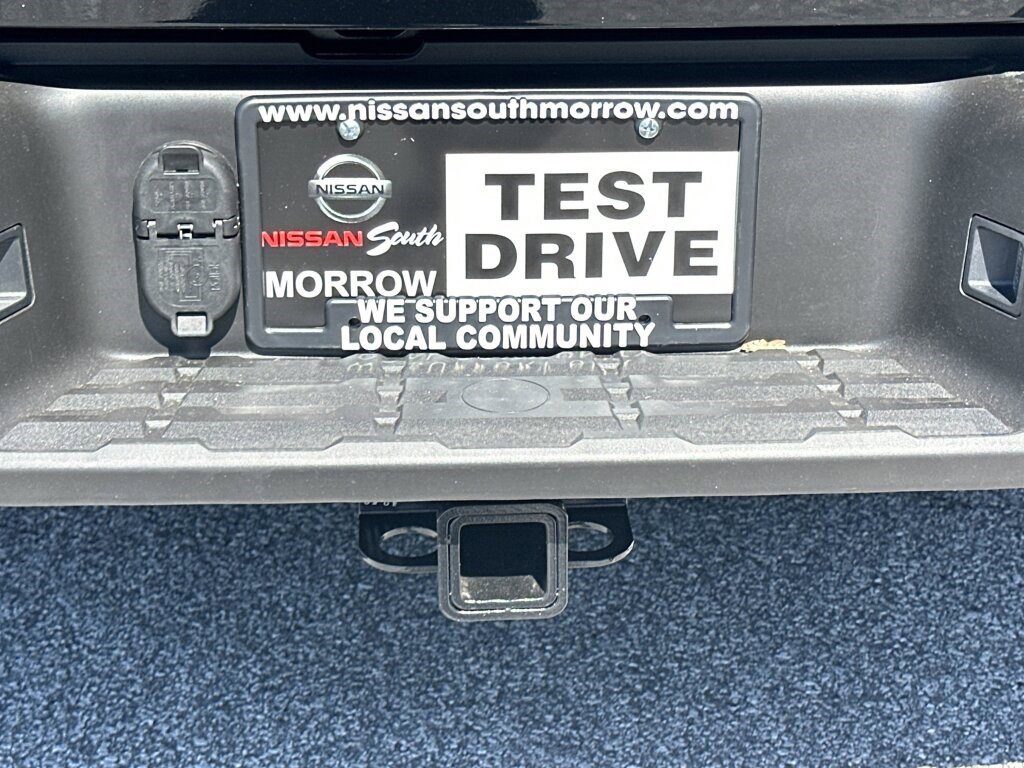 www.nissansouthmorrow.com
NISSAN
NISSAN South
MORROW
TEST
DRIVE
WE SUPPORT OUR
LOCAL COMMUNITY